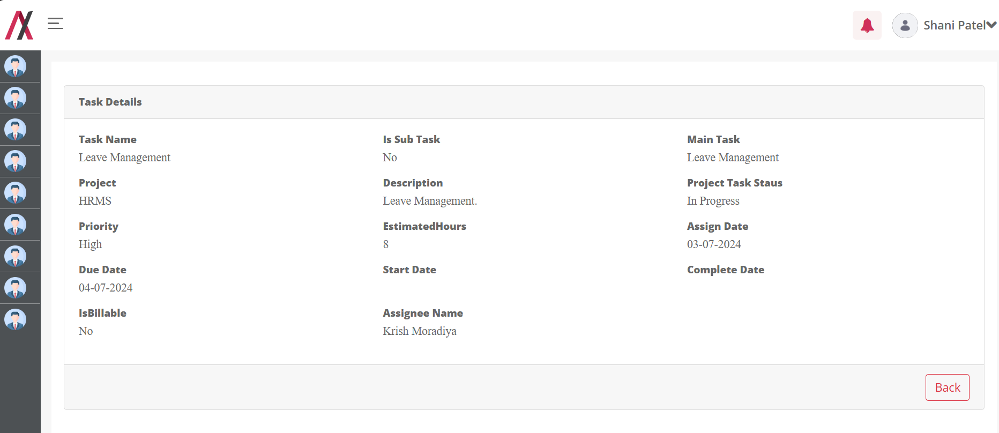 Shani Patel
Task Details
Task Name
Is Sub Task
Main Task
Leave Management
No
Leave Management
Project
Description
Project Task Staus
HRMS
Leave Management.
In Progress
Priority
EstimatedHours
Assign Date
High
8
03-07-2024
Due Date
Start Date
Complete Date
04-07-2024
IsBillable
Assignee Name
No
Krish Moradiya
Back